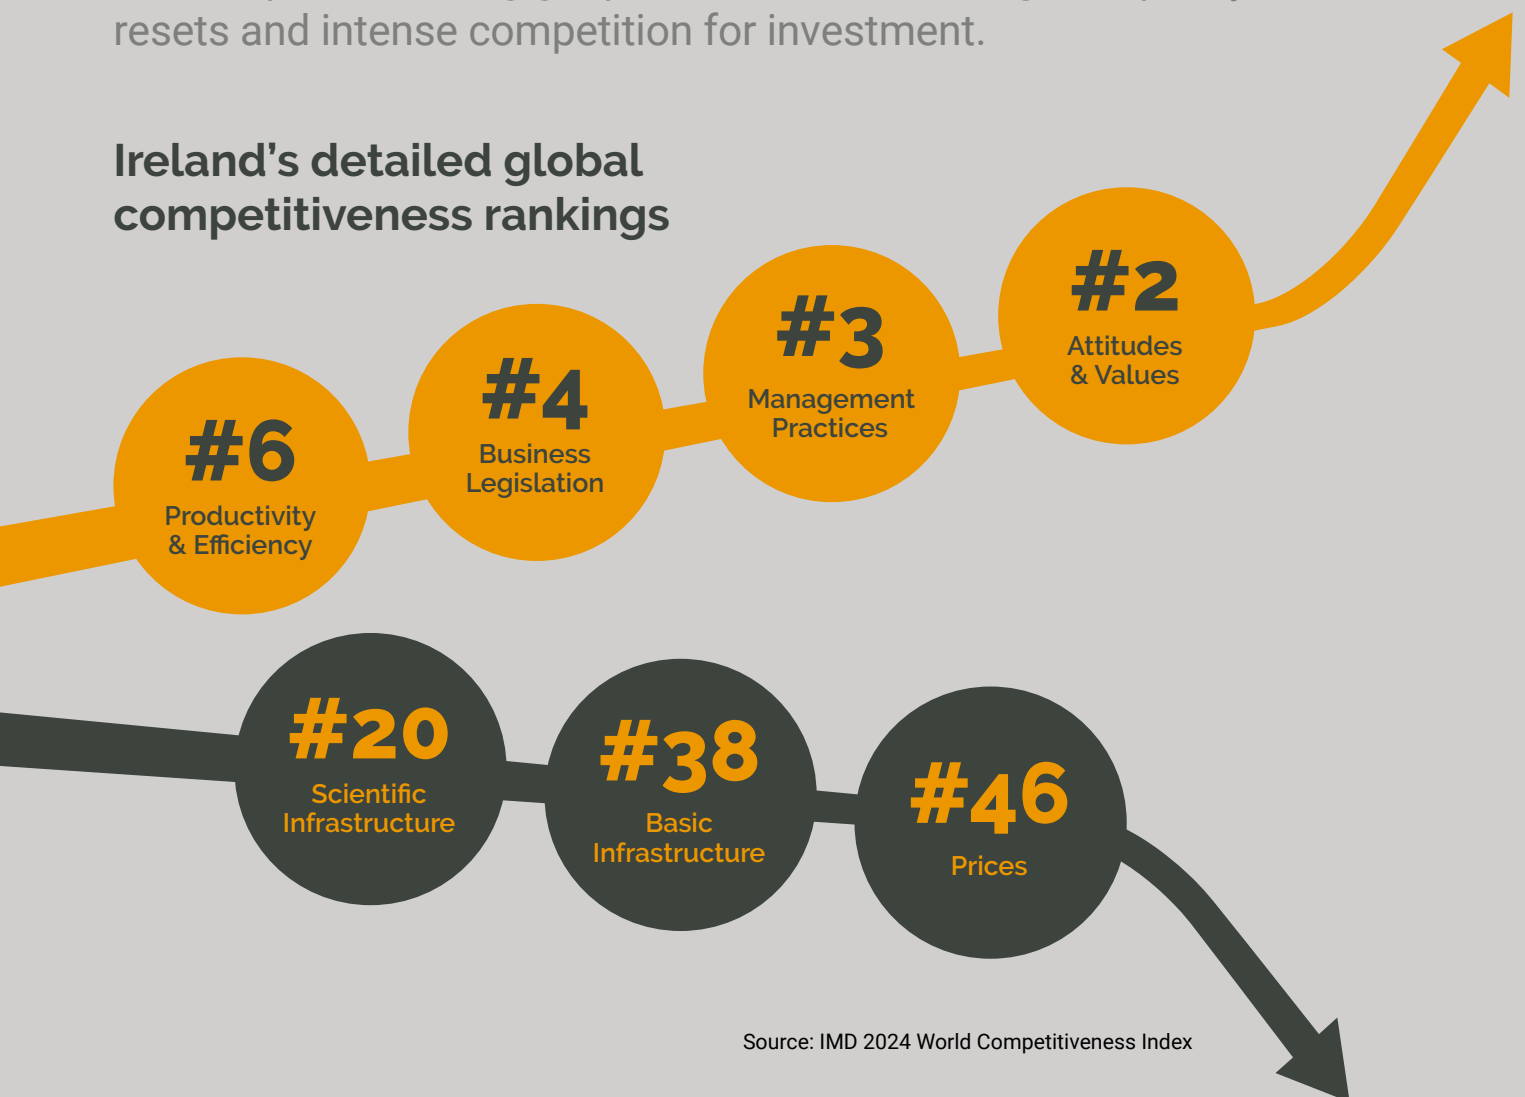 resets and intense competition for investment.
Ireland's detailed global
competitiveness rankings
#2
Attitudes
& Values
#3
Management
Practices
#4
Business
Legislation
#6
Productivity
& Efficiency
#20
Scientific
Infrastructure
#38
Basic
Infrastructure
#46
Prices
Source: IMD 2024 World Competitiveness Index